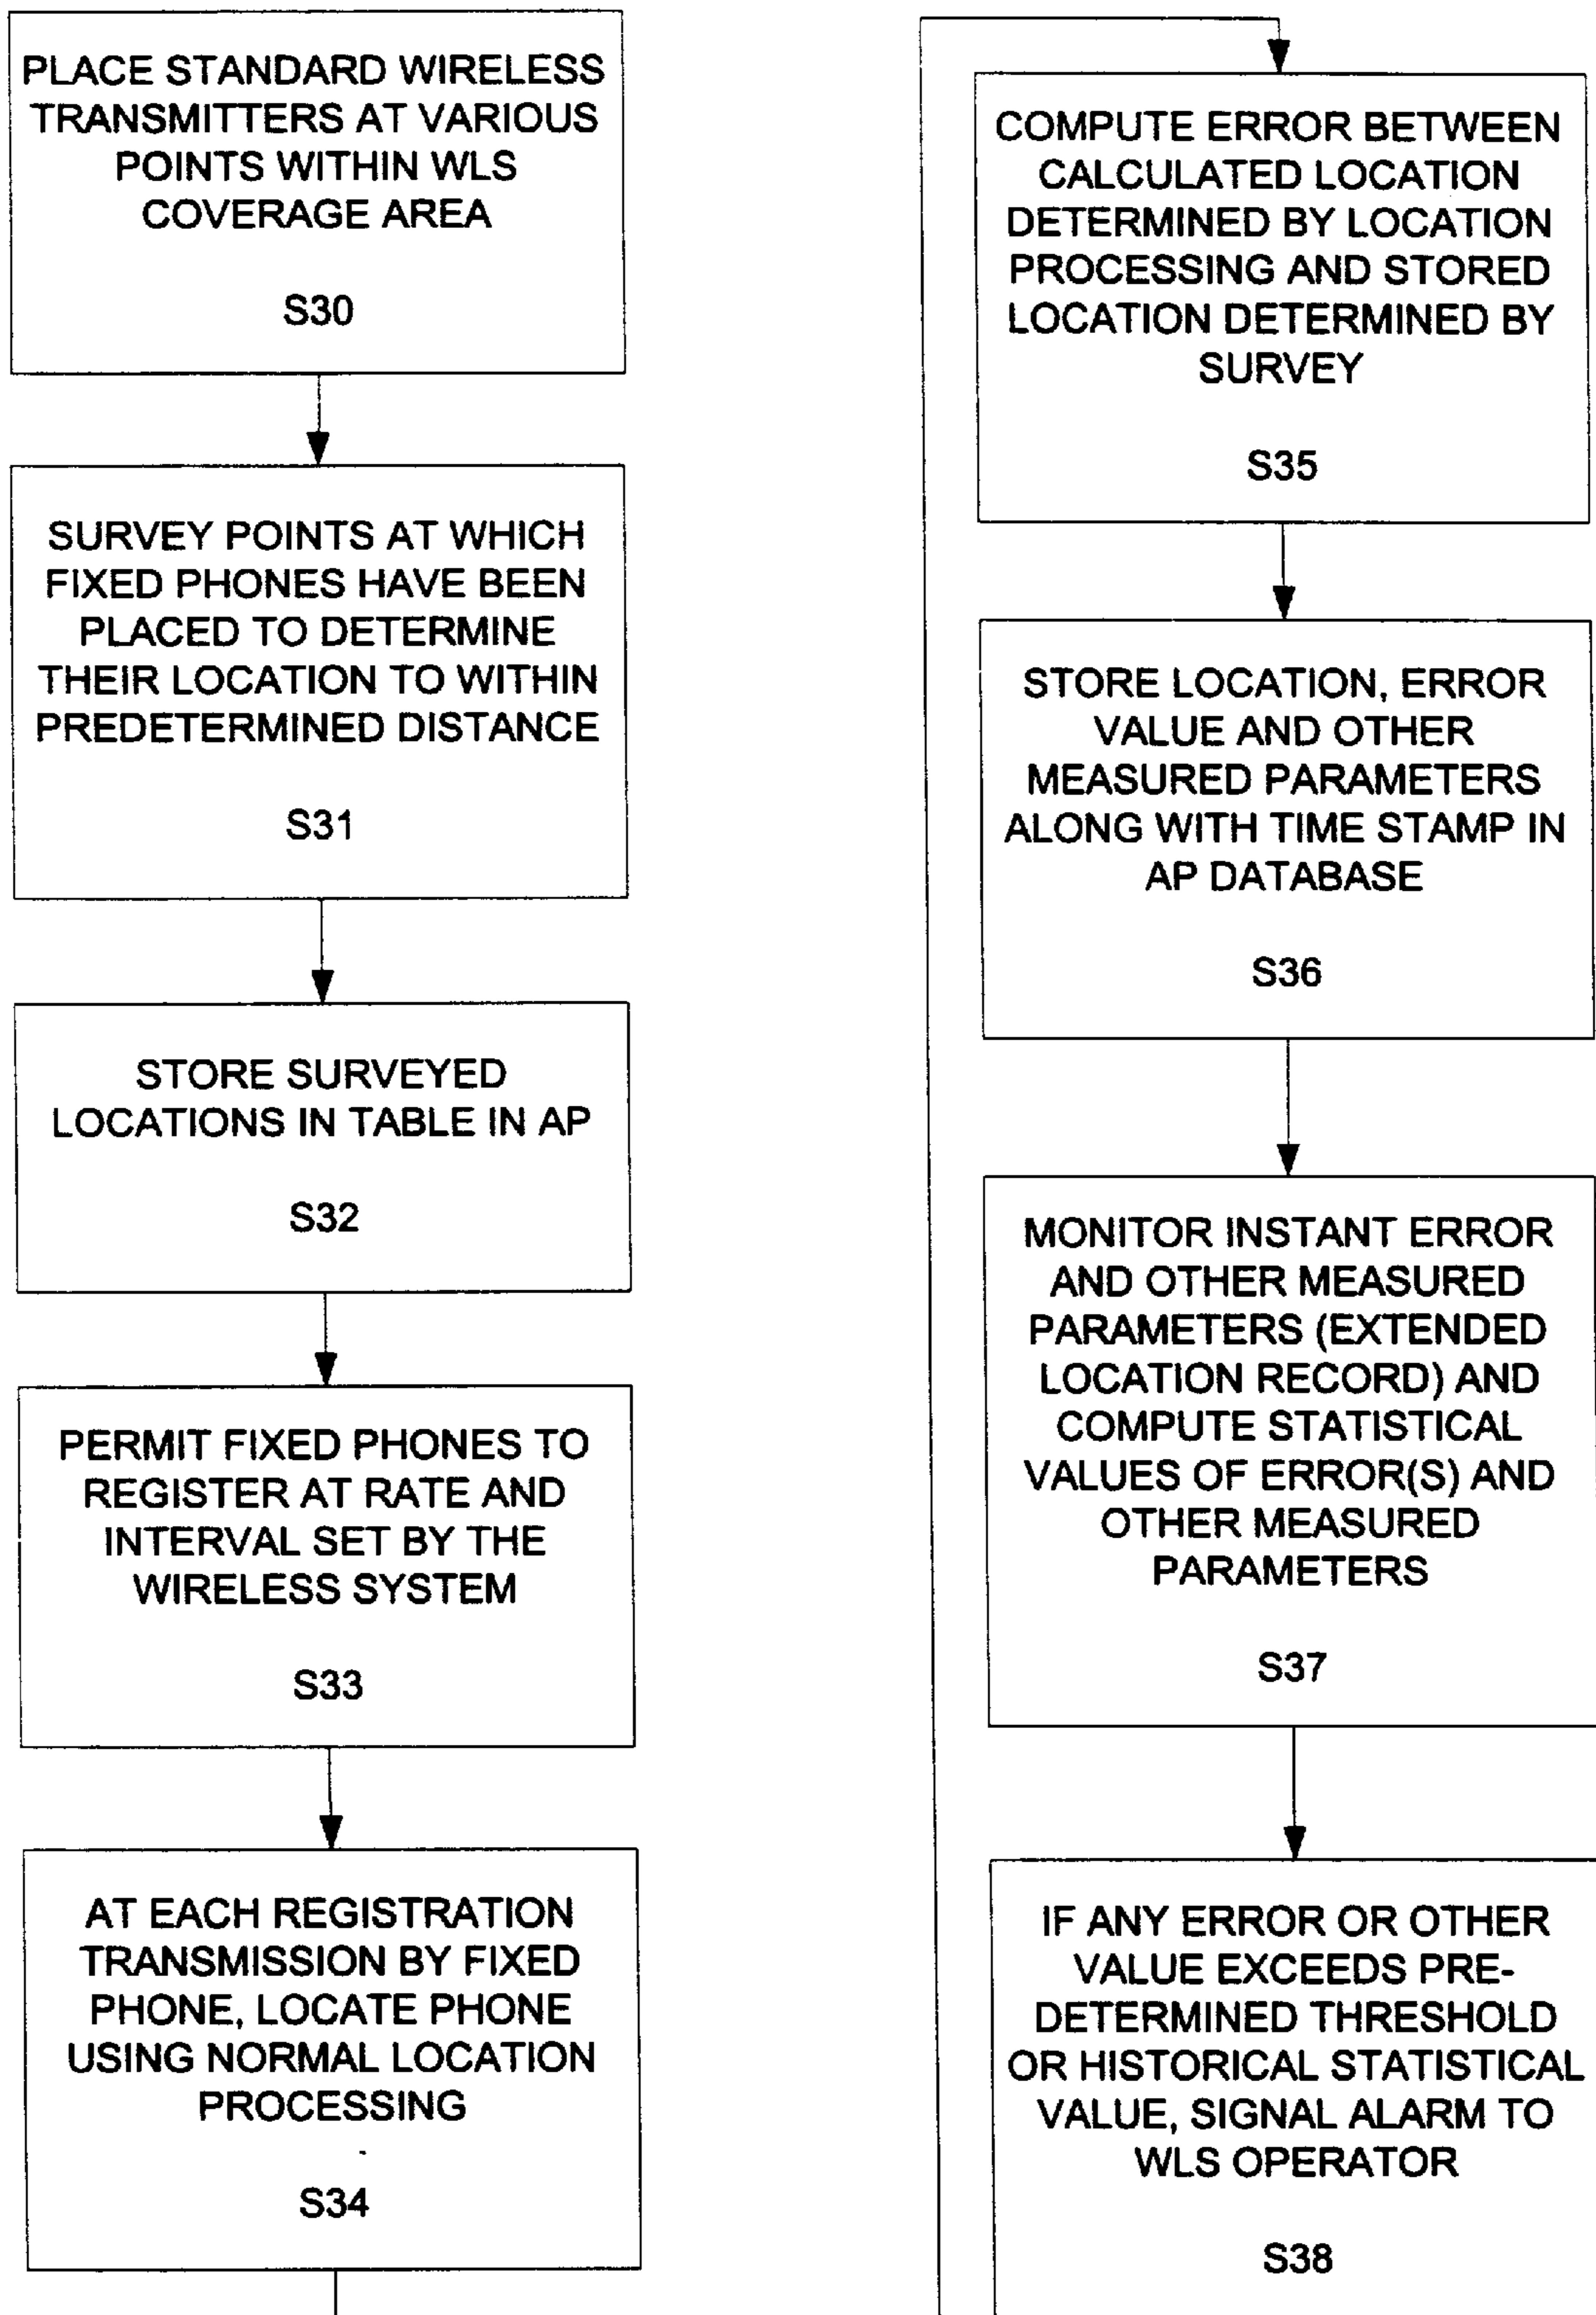 PLACE STANDARD WIRELESS
TRANSMITTERS AT VARIOUS
POINTS WITHIN WLS
COVERAGE AREA
S30
SURVEY POINTS AT WHICH
FIXED PHONES HAVE BEEN
PLACED TO DETERMINE
THEIR LOCATION TO WITHIN
PREDETERMINED DISTANCE
S31
STORE SURVEYED
LOCATIONS IN TABLE IN AP
S32
PERMIT FIXED PHONES TO
REGISTER AT RATE AND
INTERVAL SET BY THE
WIRELESS SYSTEM
S33
AT EACH REGISTRATION
TRANSMISSION BY FIXED
PHONE, LOCATE PHONE
USING NORMAL LOCATION
PROCESSING
S34
COMPUTE ERROR BETWEEN
CALCULATED LOCATION
DETERMINED BY LOCATION
PROCESSING AND STORED
LOCATION DETERMINED BY
SURVEY
S35
STORE LOCATION, ERROR
VALUE AND OTHER
MEASURED PARAMETERS
ALONG WITH TIME STAMP IN
AP DATABASE
S36
MONITOR INSTANT ERROR
AND OTHER MEASURED
PARAMETERS (EXTENDED
LOCATION RECORD) AND
COMPUTE STATISTICAL
VALUES OF ERROR(S) AND
OTHER MEASURED
PARAMETERS
S37
IF ANY ERROR OR OTHER
VALUE EXCEEDS PRE-
DETERMINED THRESHOLD
OR HISTORICAL STATISTICAL
VALUE, SIGNAL ALARM TO
WLS OPERATOR
S38